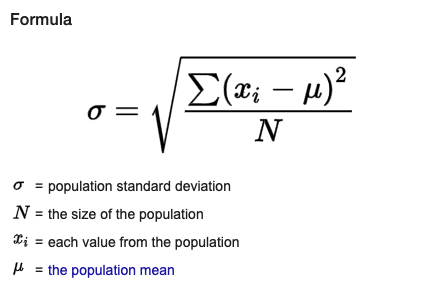 Formula
σ = √(∑(xᵢ − μ)² / N)
σ = population standard deviation
N = the size of the population
xᵢ = each value from the population
μ = the population mean